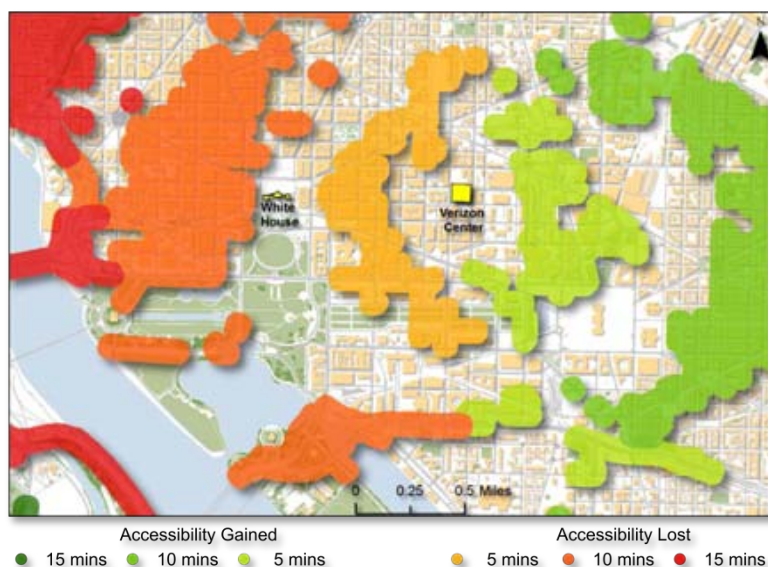 N
White
House
Verizon
Center
0 0.25 0.5 Miles
Accessibility Gained
Accessibility Lost
15 mins 10 mins 5 mins
5 mins 10 mins 15 mins